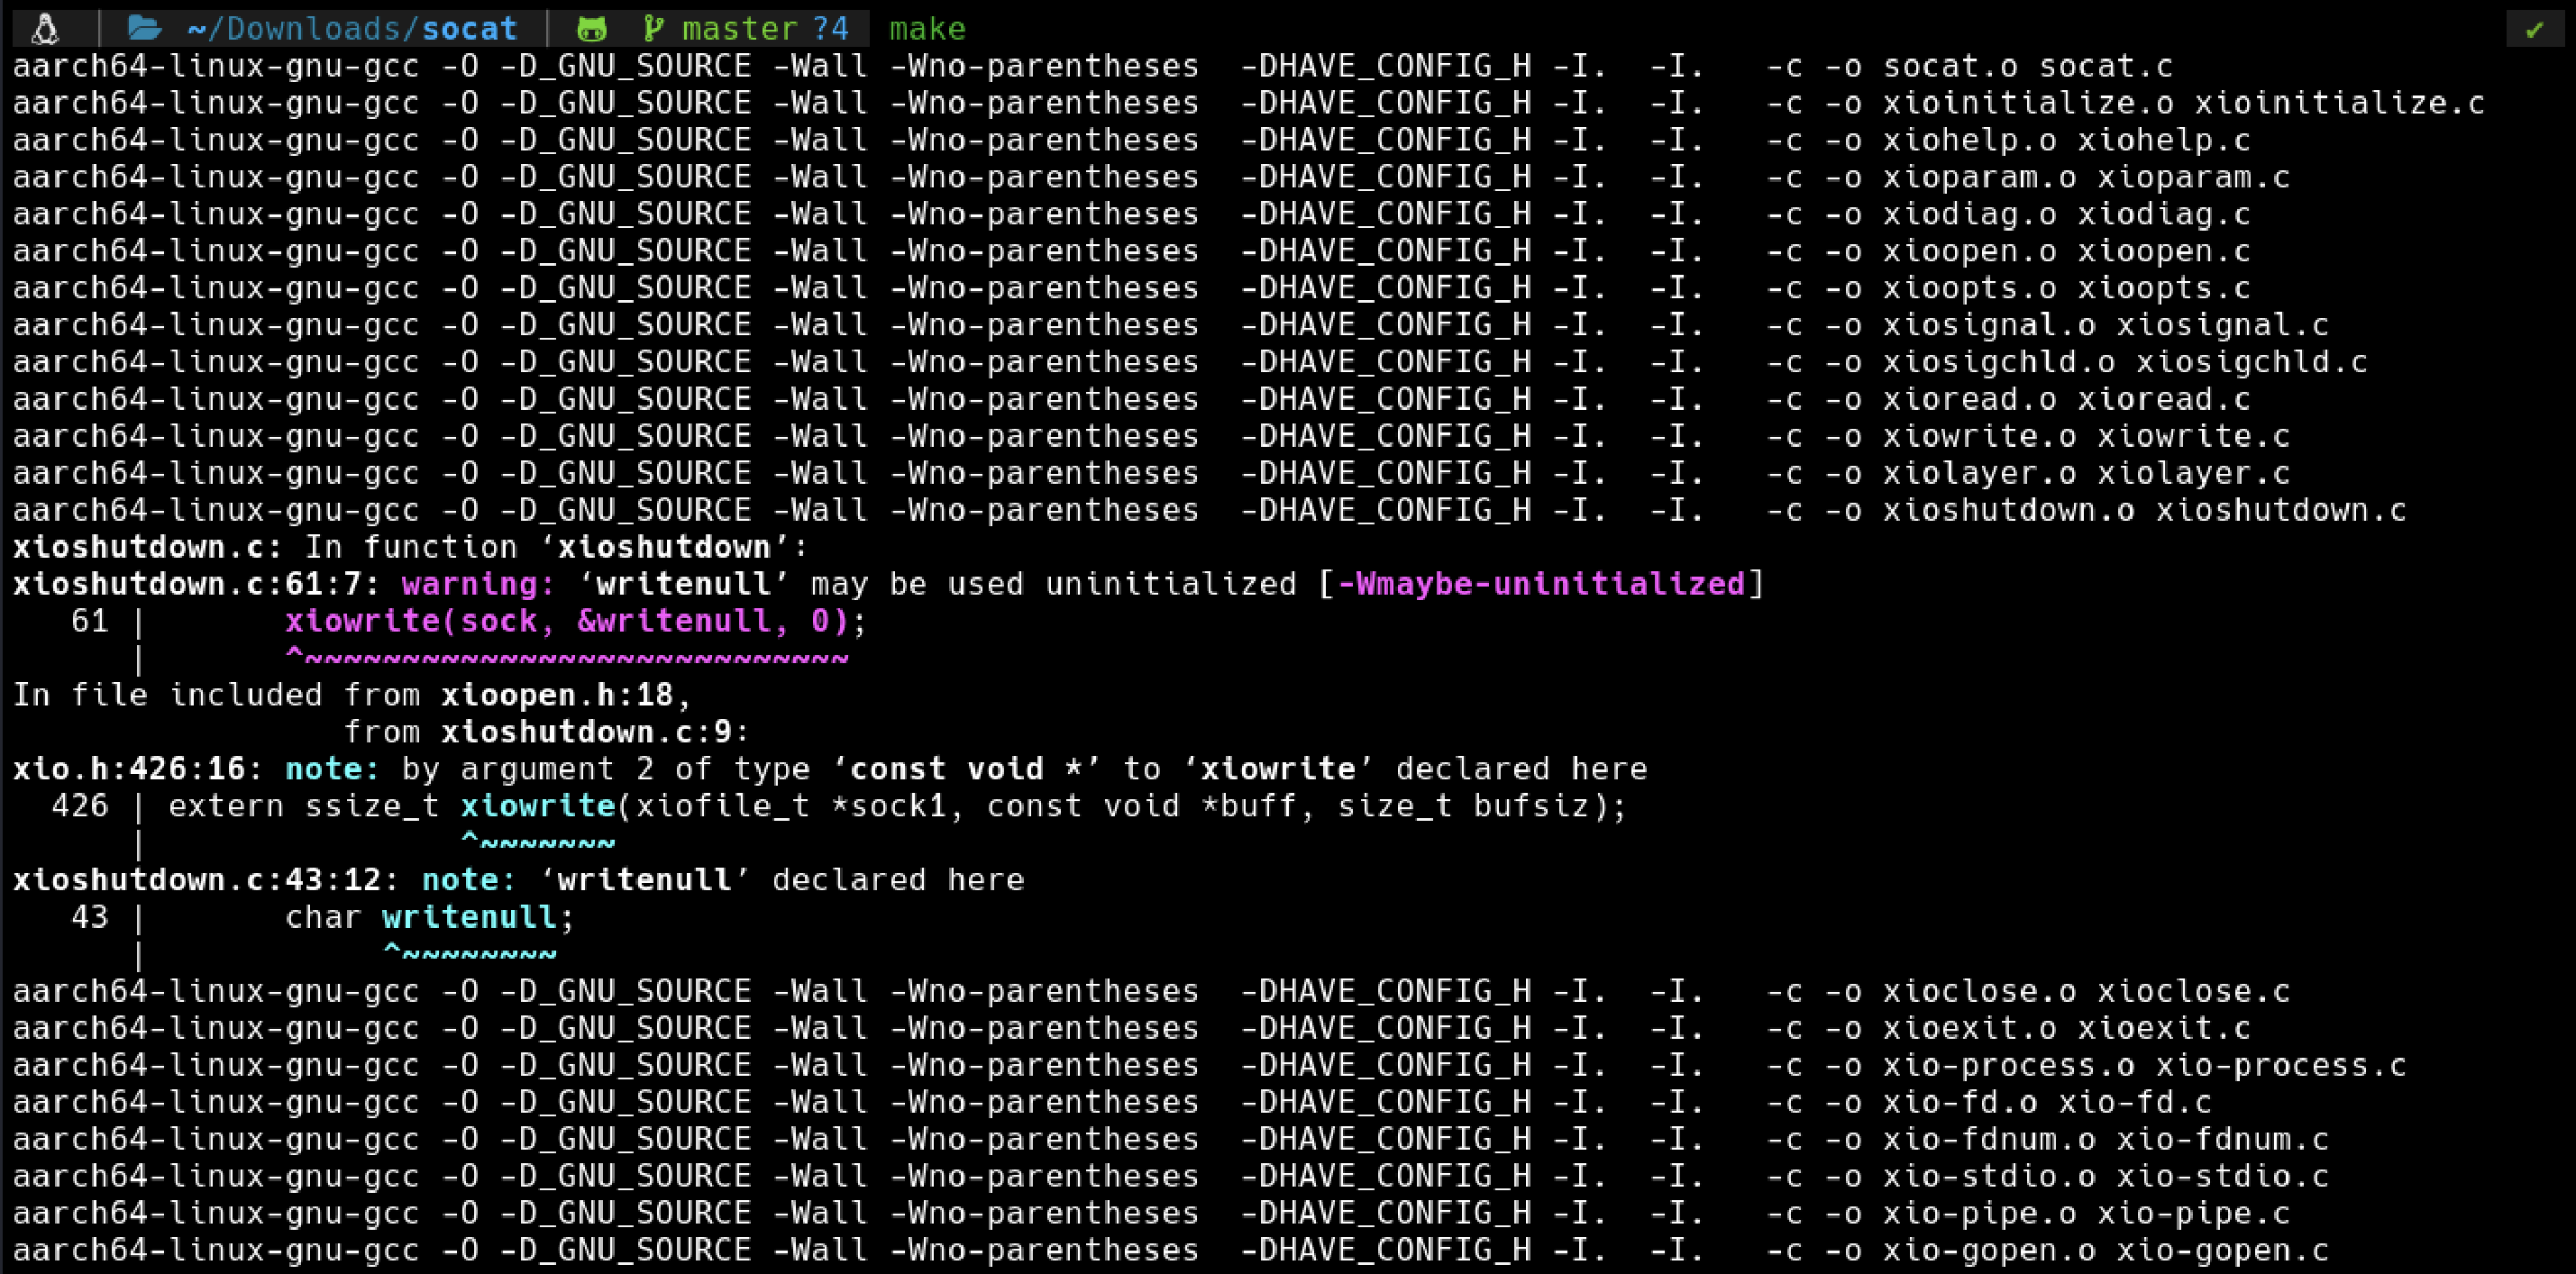 ~/Downloads/socat master ?4 make ✔
aarch64-linux-gnu-gcc -O -D_GNU_SOURCE -Wall -Wno-parentheses  -DHAVE_CONFIG_H -I.  -I.   -c -o socat.o socat.c
aarch64-linux-gnu-gcc -O -D_GNU_SOURCE -Wall -Wno-parentheses  -DHAVE_CONFIG_H -I.  -I.   -c -o xioinitialize.o xioinitialize.c
aarch64-linux-gnu-gcc -O -D_GNU_SOURCE -Wall -Wno-parentheses  -DHAVE_CONFIG_H -I.  -I.   -c -o xiohelp.o xiohelp.c
aarch64-linux-gnu-gcc -O -D_GNU_SOURCE -Wall -Wno-parentheses  -DHAVE_CONFIG_H -I.  -I.   -c -o xioparam.o xioparam.c
aarch64-linux-gnu-gcc -O -D_GNU_SOURCE -Wall -Wno-parentheses  -DHAVE_CONFIG_H -I.  -I.   -c -o xiodiag.o xiodiag.c
aarch64-linux-gnu-gcc -O -D_GNU_SOURCE -Wall -Wno-parentheses  -DHAVE_CONFIG_H -I.  -I.   -c -o xioopen.o xioopen.c
aarch64-linux-gnu-gcc -O -D_GNU_SOURCE -Wall -Wno-parentheses  -DHAVE_CONFIG_H -I.  -I.   -c -o xioopts.o xioopts.c
aarch64-linux-gnu-gcc -O -D_GNU_SOURCE -Wall -Wno-parentheses  -DHAVE_CONFIG_H -I.  -I.   -c -o xiosignal.o xiosignal.c
aarch64-linux-gnu-gcc -O -D_GNU_SOURCE -Wall -Wno-parentheses  -DHAVE_CONFIG_H -I.  -I.   -c -o xiosigchld.o xiosigchld.c
aarch64-linux-gnu-gcc -O -D_GNU_SOURCE -Wall -Wno-parentheses  -DHAVE_CONFIG_H -I.  -I.   -c -o xioread.o xioread.c
aarch64-linux-gnu-gcc -O -D_GNU_SOURCE -Wall -Wno-parentheses  -DHAVE_CONFIG_H -I.  -I.   -c -o xiowrite.o xiowrite.c
aarch64-linux-gnu-gcc -O -D_GNU_SOURCE -Wall -Wno-parentheses  -DHAVE_CONFIG_H -I.  -I.   -c -o xiolayer.o xiolayer.c
aarch64-linux-gnu-gcc -O -D_GNU_SOURCE -Wall -Wno-parentheses  -DHAVE_CONFIG_H -I.  -I.   -c -o xioshutdown.o xioshutdown.c
xioshutdown.c: In function ‘xioshutdown’:
xioshutdown.c:61:7: warning: ‘writenull’ may be used uninitialized [-Wmaybe-uninitialized]
   61 |       xiowrite(sock, &writenull, 0);
      |       ^~~~~~~~~~~~~~~~~~~~~~~~~~~~~
In file included from xioopen.h:18,
                 from xioshutdown.c:9:
xio.h:426:16: note: by argument 2 of type ‘const void *’ to ‘xiowrite’ declared here
  426 | extern ssize_t xiowrite(xiofile_t *sock1, const void *buff, size_t bufsiz);
      |                ^~~~~~~~
xioshutdown.c:43:12: note: ‘writenull’ declared here
   43 |       char writenull;
      |            ^~~~~~~~~
aarch64-linux-gnu-gcc -O -D_GNU_SOURCE -Wall -Wno-parentheses  -DHAVE_CONFIG_H -I.  -I.   -c -o xioclose.o xioclose.c
aarch64-linux-gnu-gcc -O -D_GNU_SOURCE -Wall -Wno-parentheses  -DHAVE_CONFIG_H -I.  -I.   -c -o xioexit.o xioexit.c
aarch64-linux-gnu-gcc -O -D_GNU_SOURCE -Wall -Wno-parentheses  -DHAVE_CONFIG_H -I.  -I.   -c -o xio-process.o xio-process.c
aarch64-linux-gnu-gcc -O -D_GNU_SOURCE -Wall -Wno-parentheses  -DHAVE_CONFIG_H -I.  -I.   -c -o xio-fd.o xio-fd.c
aarch64-linux-gnu-gcc -O -D_GNU_SOURCE -Wall -Wno-parentheses  -DHAVE_CONFIG_H -I.  -I.   -c -o xio-fdnum.o xio-fdnum.c
aarch64-linux-gnu-gcc -O -D_GNU_SOURCE -Wall -Wno-parentheses  -DHAVE_CONFIG_H -I.  -I.   -c -o xio-stdio.o xio-stdio.c
aarch64-linux-gnu-gcc -O -D_GNU_SOURCE -Wall -Wno-parentheses  -DHAVE_CONFIG_H -I.  -I.   -c -o xio-pipe.o xio-pipe.c
aarch64-linux-gnu-gcc -O -D_GNU_SOURCE -Wall -Wno-parentheses  -DHAVE_CONFIG_H -I.  -I.   -c -o xio-gopen.o xio-gopen.c